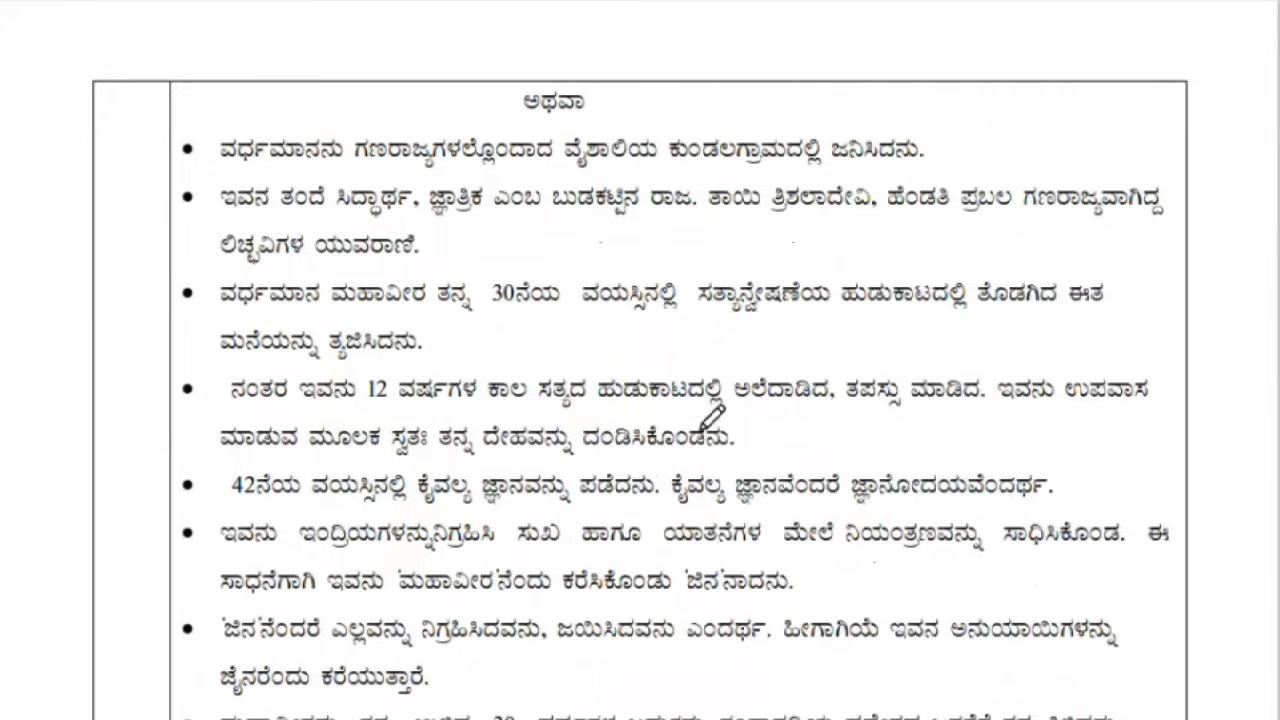 ಅಥವಾ
• ವರ್ಧಮಾನನು ಗಣರಾಜ್ಯಗಳಲ್ಲೊಂದಾದ ವೈಶಾಲಿಯ ಕುಂಡಲಗ್ರಾಮದಲ್ಲಿ ಜನಿಸಿದನು.
• ಇವನ ತಂದೆ ಸಿದ್ಧಾರ್ಥ, ಜ್ಞಾತ್ರಿಕ ಎಂಬ ಬುಡಕಟ್ಟಿನ ರಾಜ. ತಾಯಿ ತ್ರಿಶಲಾದೇವಿ, ಹೆಂಡತಿ ಪ್ರಬಲ ಗಣರಾಜ್ಯವಾಗಿದ್ದ
ಲಿಚ್ಛವಿಗಳ ಯುವರಾಣಿ.
• ವರ್ಧಮಾನ ಮಹಾವೀರ ತನ್ನ 30ನೆಯ ವಯಸ್ಸಿನಲ್ಲಿ ಸತ್ಯಾನ್ವೇಷಣೆಯ ಹುಡುಕಾಟದಲ್ಲಿ ತೊಡಗಿದ ಈತ
ಮನೆಯನ್ನು ತ್ಯಜಿಸಿದನು.
• ನಂತರ ಇವನು 12 ವರ್ಷಗಳ ಕಾಲ ಸತ್ಯದ ಹುಡುಕಾಟದಲ್ಲಿ ಅಲೆದಾಡಿದ, ತಪಸ್ಸು ಮಾಡಿದ. ಇವನು ಉಪವಾಸ
ಮಾಡುವ ಮೂಲಕ ಸ್ವತಃ ತನ್ನ ದೇಹವನ್ನು ದಂಡಿಸಿಕೊಂಡನು.
• 42ನೆಯ ವಯಸ್ಸಿನಲ್ಲಿ ಕೈವಲ್ಯ ಜ್ಞಾನವನ್ನು ಪಡೆದನು. ಕೈವಲ್ಯ ಜ್ಞಾನವೆಂದರೆ ಜ್ಞಾನೋದಯವೆಂದರ್ಥ.
• ಇವನು ಇಂದ್ರಿಯಗಳನ್ನುನಿಗ್ರಹಿಸಿ ಸುಖ ಹಾಗೂ ಯಾತನೆಗಳ ಮೇಲೆ ನಿಯಂತ್ರಣವನ್ನು ಸಾಧಿಸಿಕೊಂಡ. ಈ
ಸಾಧನೆಗಾಗಿ ಇವನು 'ಮಹಾವೀರ'ನೆಂದು ಕರೆಸಿಕೊಂಡು 'ಜಿನ'ನಾದನು.
• 'ಜಿನ'ನೆಂದರೆ ಎಲ್ಲವನ್ನು ನಿಗ್ರಹಿಸಿದವನು, ಜಯಿಸಿದವನು ಎಂದರ್ಥ. ಹೀಗಾಗಿಯೆ ಇವನ ಅನುಯಾಯಿಗಳನ್ನು
ಜೈನರೆಂದು ಕರೆಯುತ್ತಾರೆ.